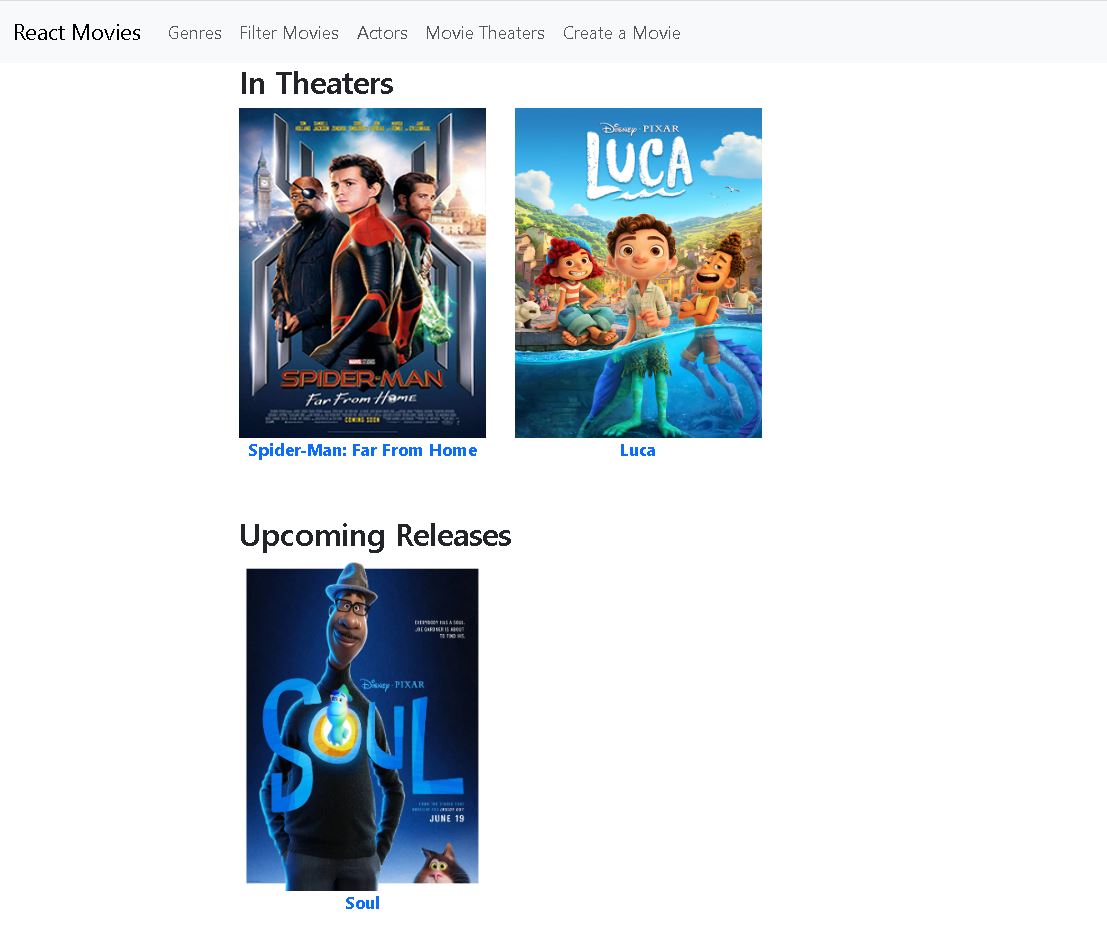 React Movies Genres Filter Movies Actors Movie Theaters Create a Movie
In Theaters
MARVEL STUDIOS
SPIDER-MAN
Far From Home
COMING SOON
Spider-Man: Far From Home
Disney · PIXAR
LUCA
Luca
Upcoming Releases
EVERYBODY HAS A SOUL.
JOE GARDNER IS ABOUT
TO FIND HIS.
Disney · PIXAR
SOUL
JUNE 19
Soul